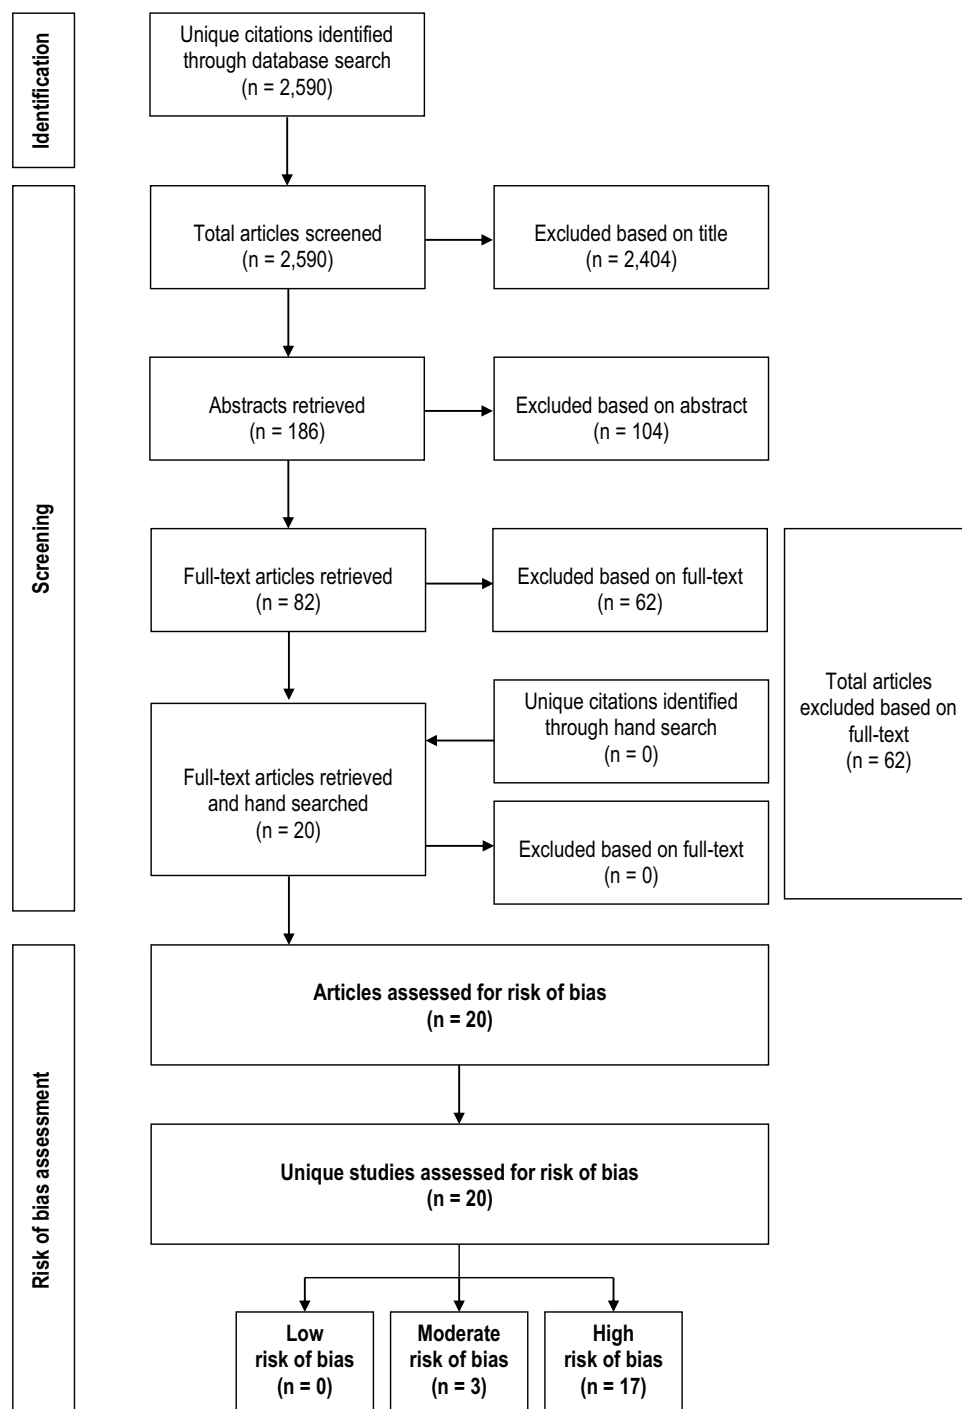 Identification
Unique citations identified
through database search
(n = 2,590)
Screening
Total articles screened
(n = 2,590)
Excluded based on title
(n = 2,404)
Abstracts retrieved
(n = 186)
Excluded based on abstract
(n = 104)
Full-text articles retrieved
(n = 82)
Excluded based on full-text
(n = 62)
Total articles
excluded based on
full-text
(n = 62)
Unique citations identified
through hand search
(n = 0)
Full-text articles retrieved
and hand searched
(n = 20)
Excluded based on full-text
(n = 0)
Risk of bias assessment
Articles assessed for risk of bias
(n = 20)
Unique studies assessed for risk of bias
(n = 20)
Low
risk of bias
(n = 0)
Moderate
risk of bias
(n = 3)
High
risk of bias
(n = 17)